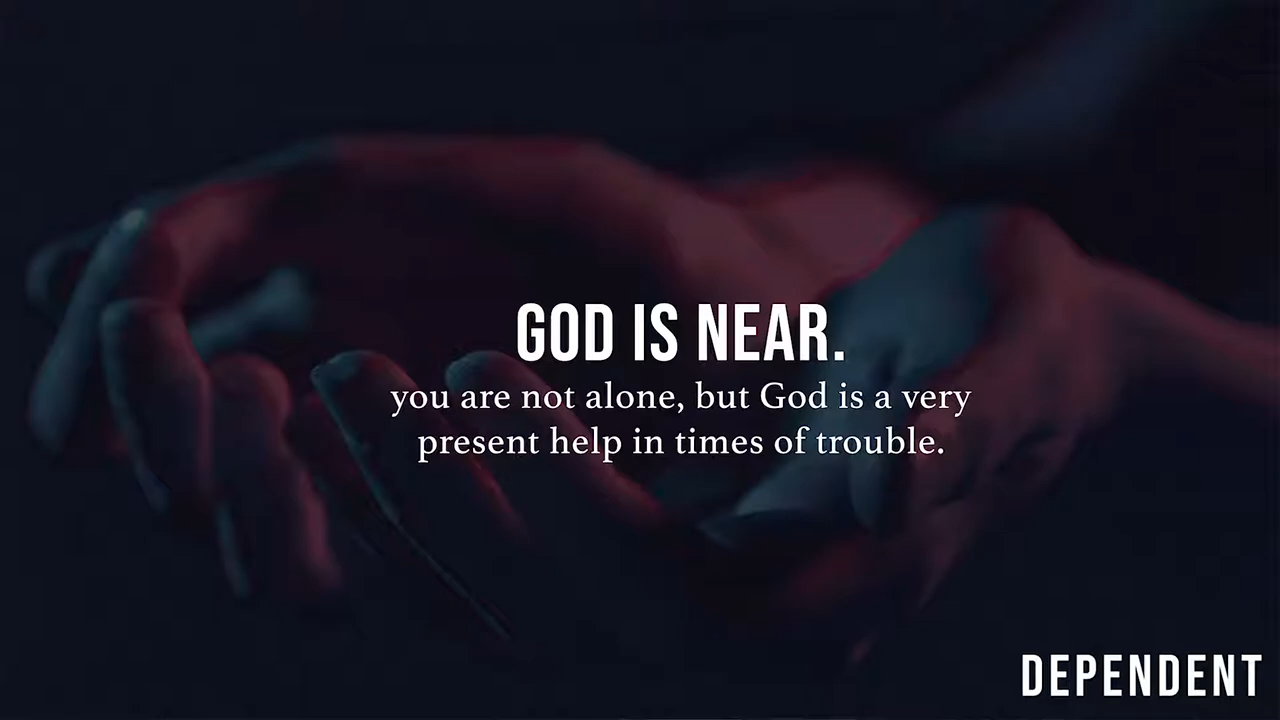 GOD IS NEAR.
you are not alone, but God is a very
present help in times of trouble.
DEPENDENT